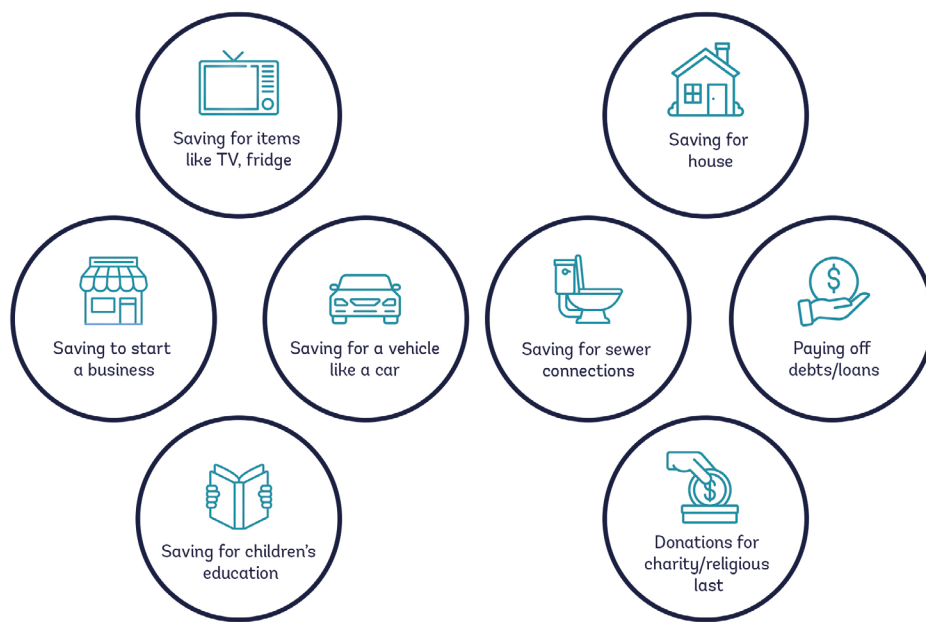 Saving for items
like TV, fridge
Saving for
house
Saving to start
a business
Saving for a vehicle
like a car
Saving for sewer
connections
Paying off
debts/loans
Saving for children's
education
Donations for
charity/religious
last